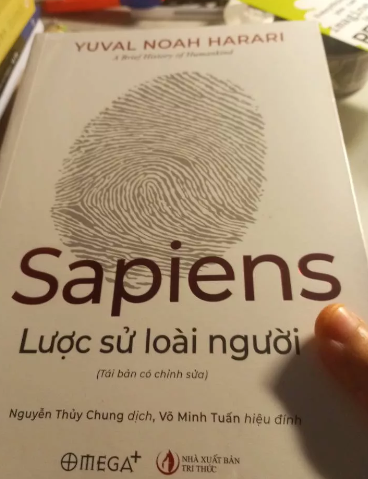 YUVAL NOAH HARARI
A Brief History of Humankind
Sapiens
Lược sử loài người
(Tái bản có chỉnh sửa)
Nguyễn Thủy Chung dịch, Võ Minh Tuấn hiệu đính
OMEGA+
NHÀ XUẤT BẢN
TRI THỨC